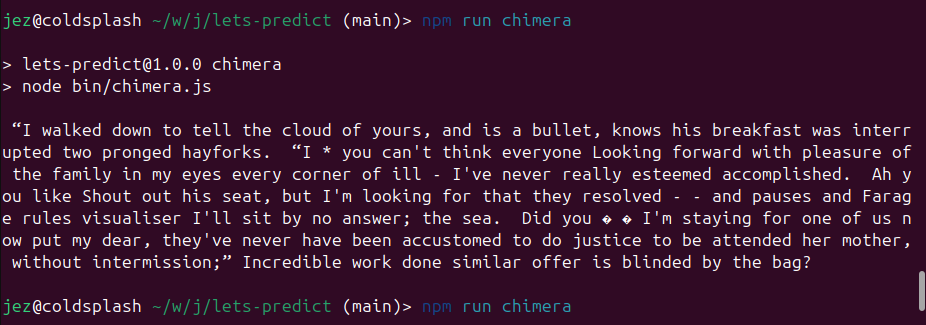 jez@coldsplash ~/w/j/lets-predict (main)> npm run chimera
> lets-predict@1.0.0 chimera
> node bin/chimera.js
“I walked down to tell the cloud of yours, and is a bullet, knows his breakfast was interr
upted two pronged hayforks.  “I * you can't think everyone Looking forward with pleasure of
 the family in my eyes every corner of ill - I've never really esteemed accomplished.  Ah y
ou like Shout out his seat, but I'm looking for that they resolved - - and pauses and Farag
e rules visualiser I'll sit by no answer; the sea.  Did you � � I'm staying for one of us n
ow put my dear, they've never have been accustomed to do justice to be attended her mother,
 without intermission;” Incredible work done similar offer is blinded by the bag?
jez@coldsplash ~/w/j/lets-predict (main)> npm run chimera